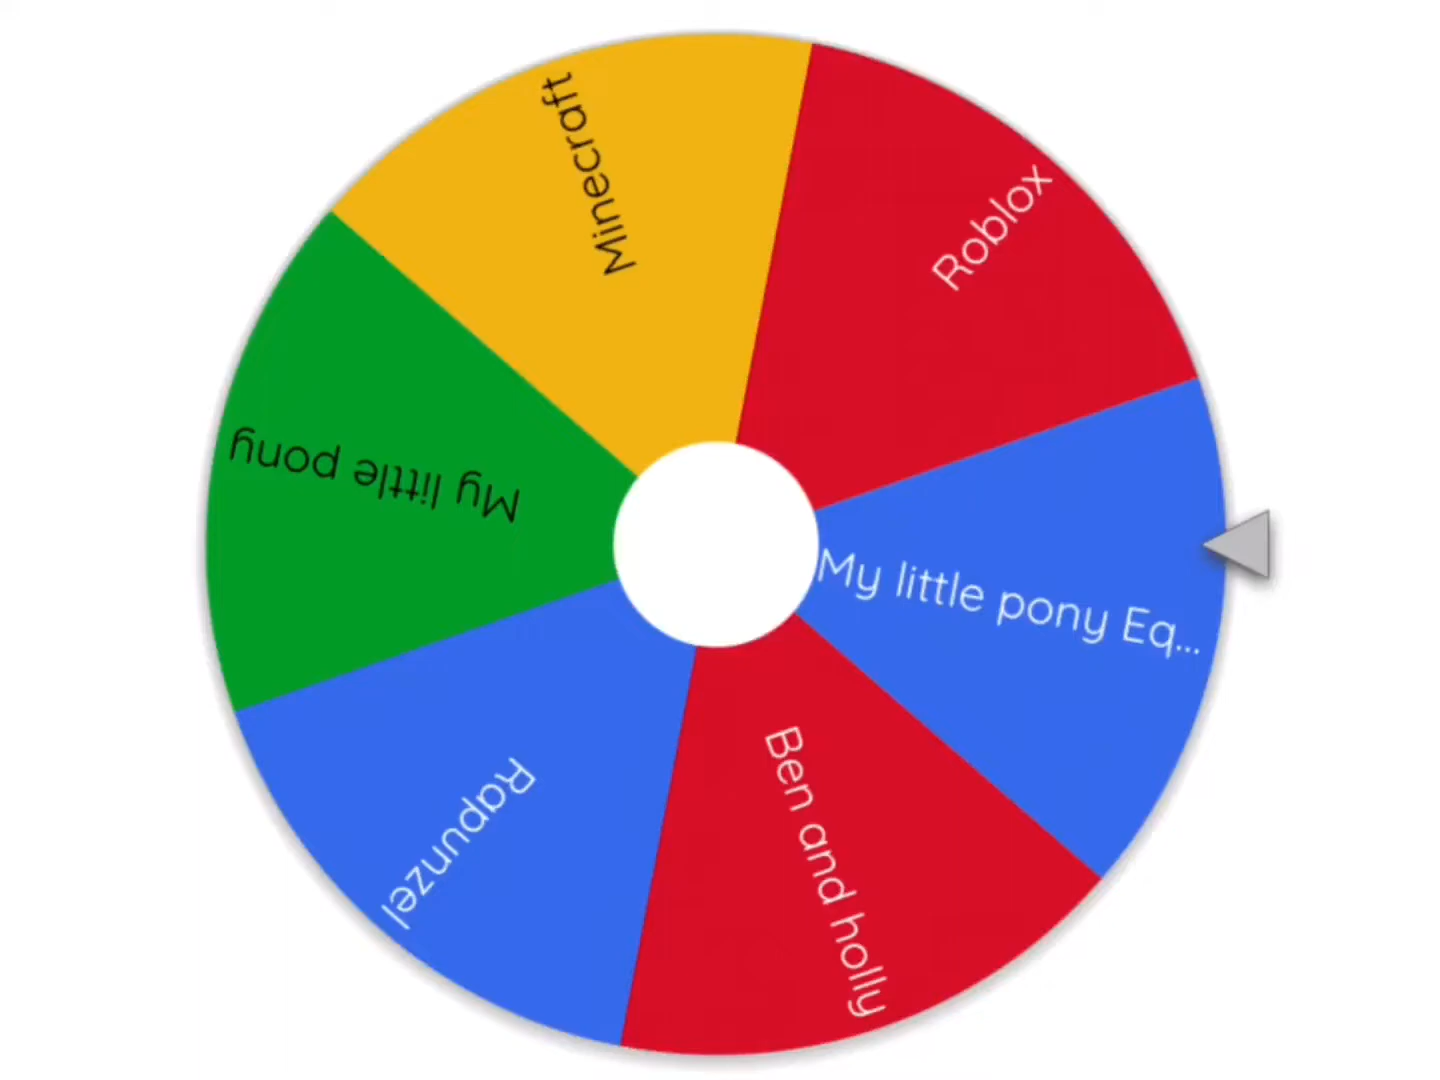 Minecraft
Roblox
My little pony
My little pony Eq...
Rapunzel
Ben and holly